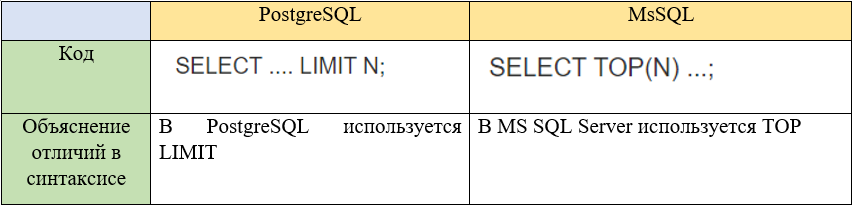 PostgreSQL MsSQL
Код SELECT .... LIMIT N; SELECT TOP(N) ...;
Объяснение В PostgreSQL используется В MS SQL Server используется TOP
отличий в LIMIT
синтаксисе